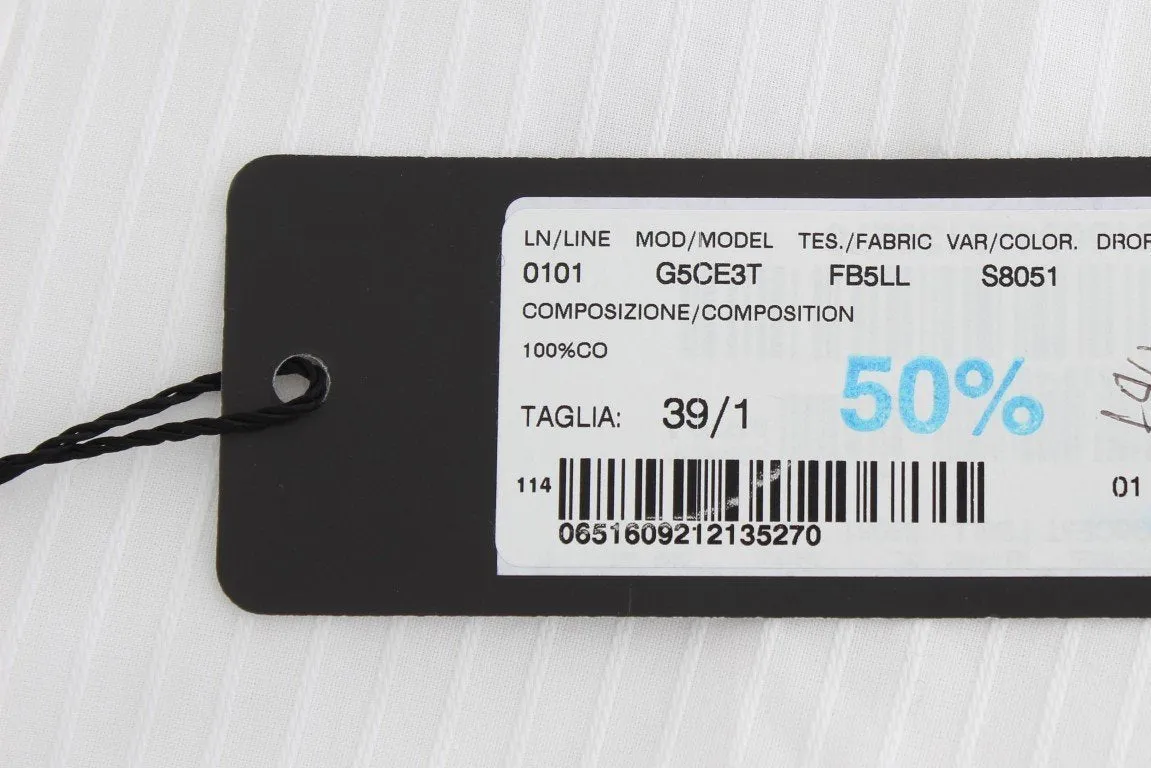 LN/LINE MOD/MODEL TES./FABRIC VAR/COLOR. DROP
0101 G5CE3T FB5LL S8051
COMPOSIZIONE/COMPOSITION
100%CO
50%
TAGLIA: 39/1
114
01
0651609212135270